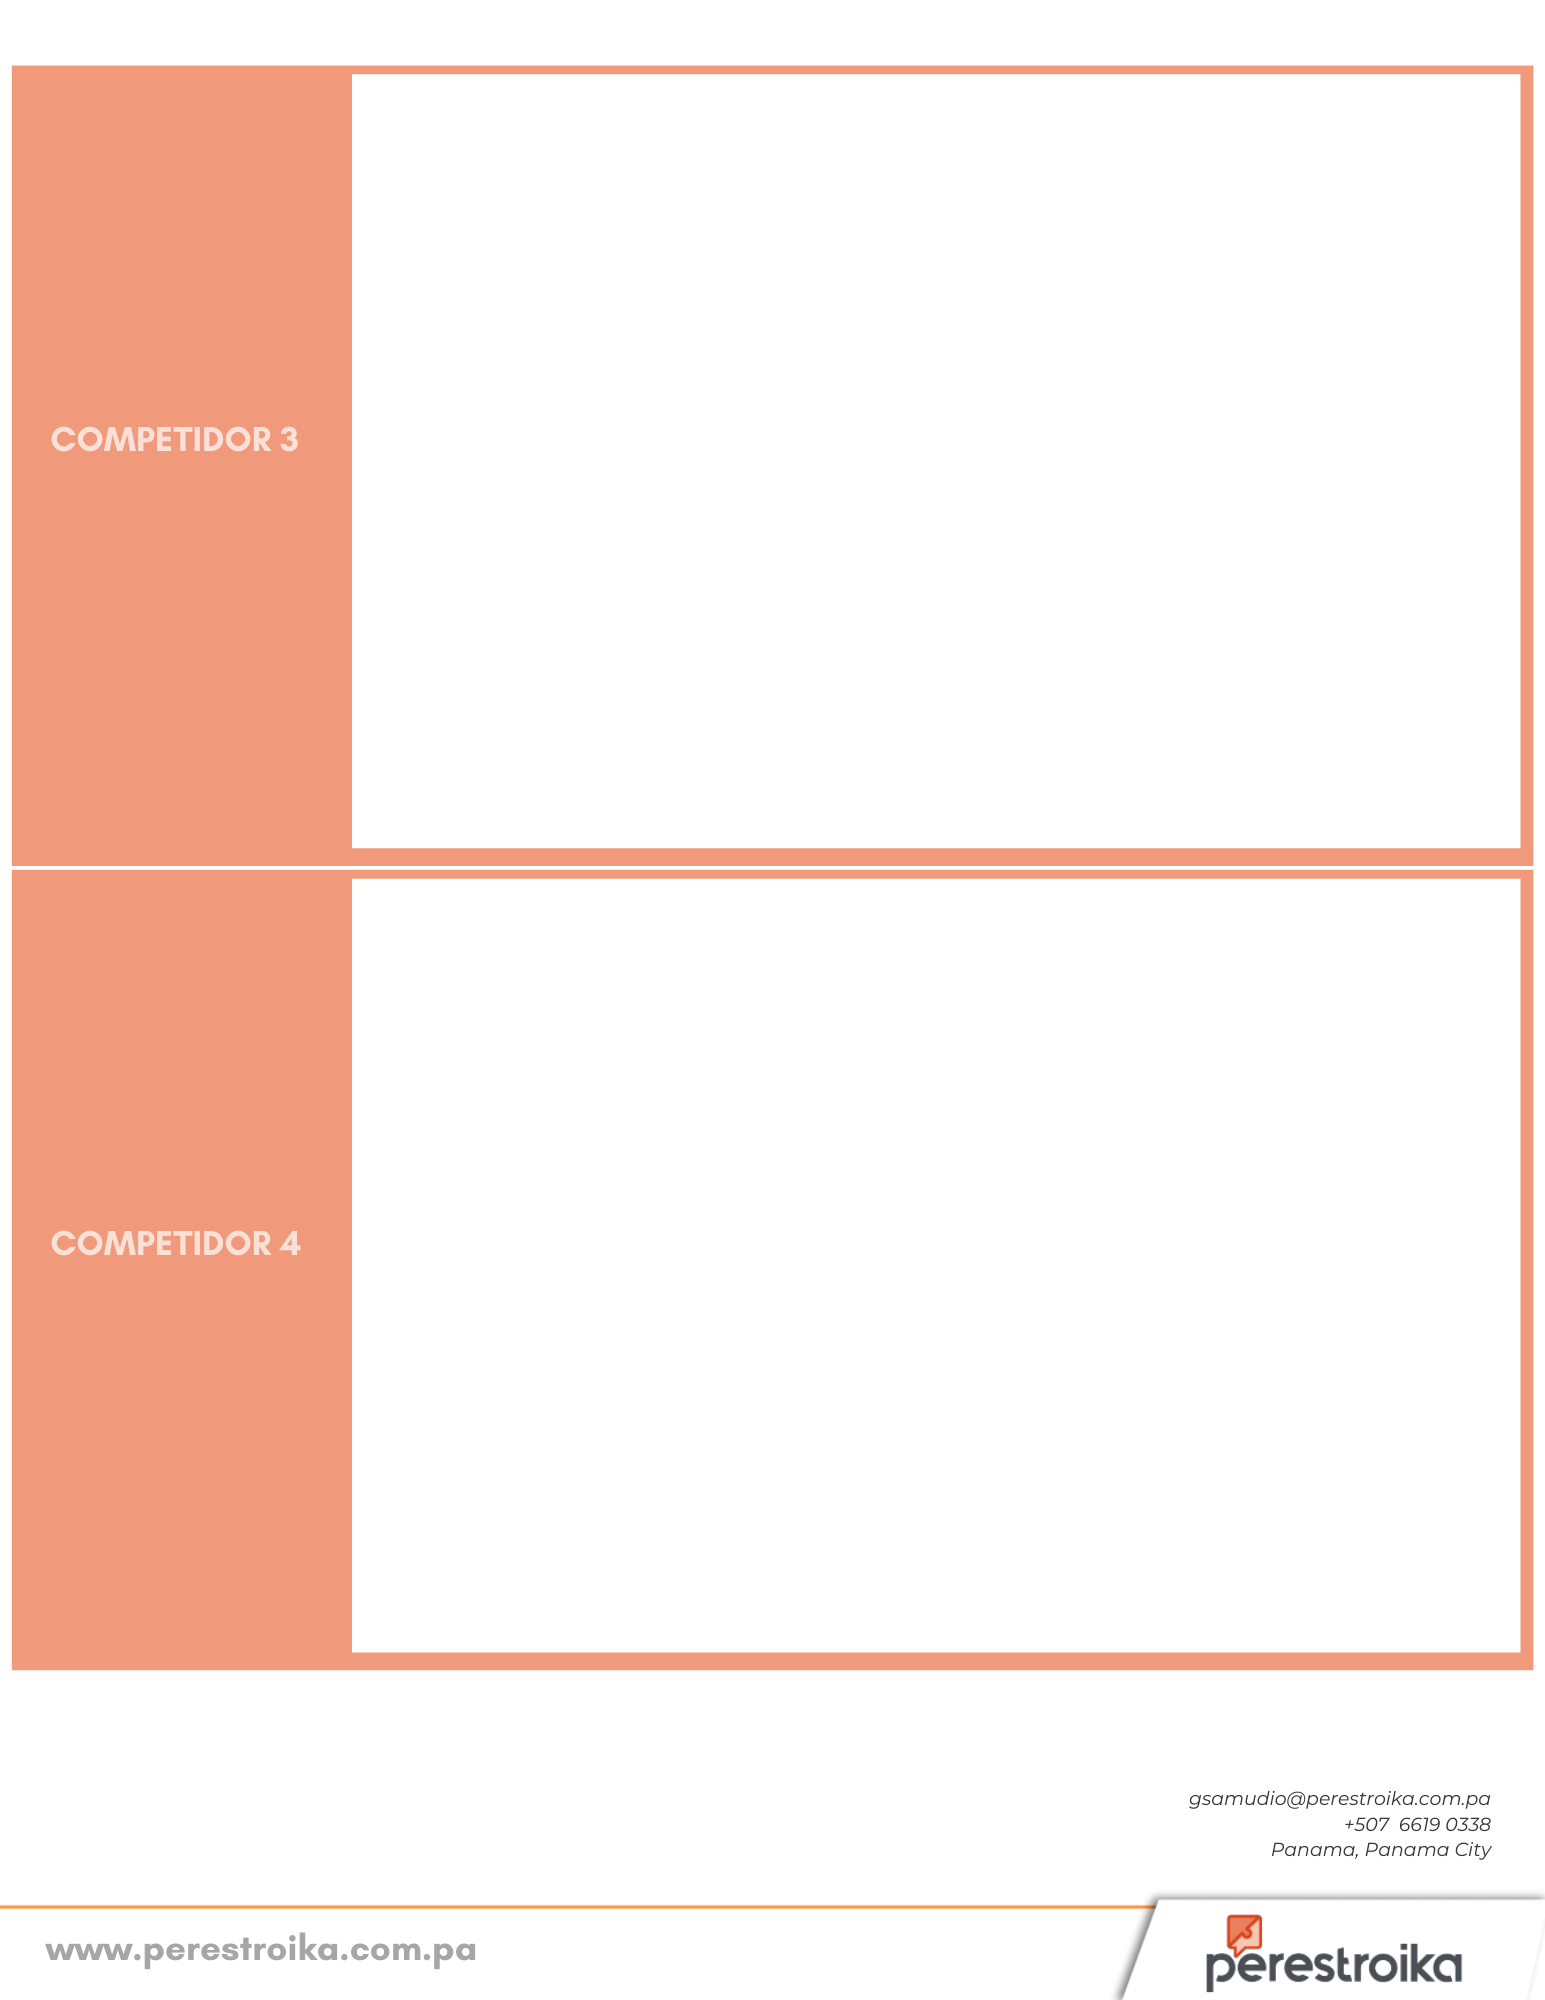 COMPETIDOR 3
COMPETIDOR 4
gsamudio@perestroika.com.pa
+507  6619 0338
Panama, Panama City
www.perestroika.com.pa
perestroika